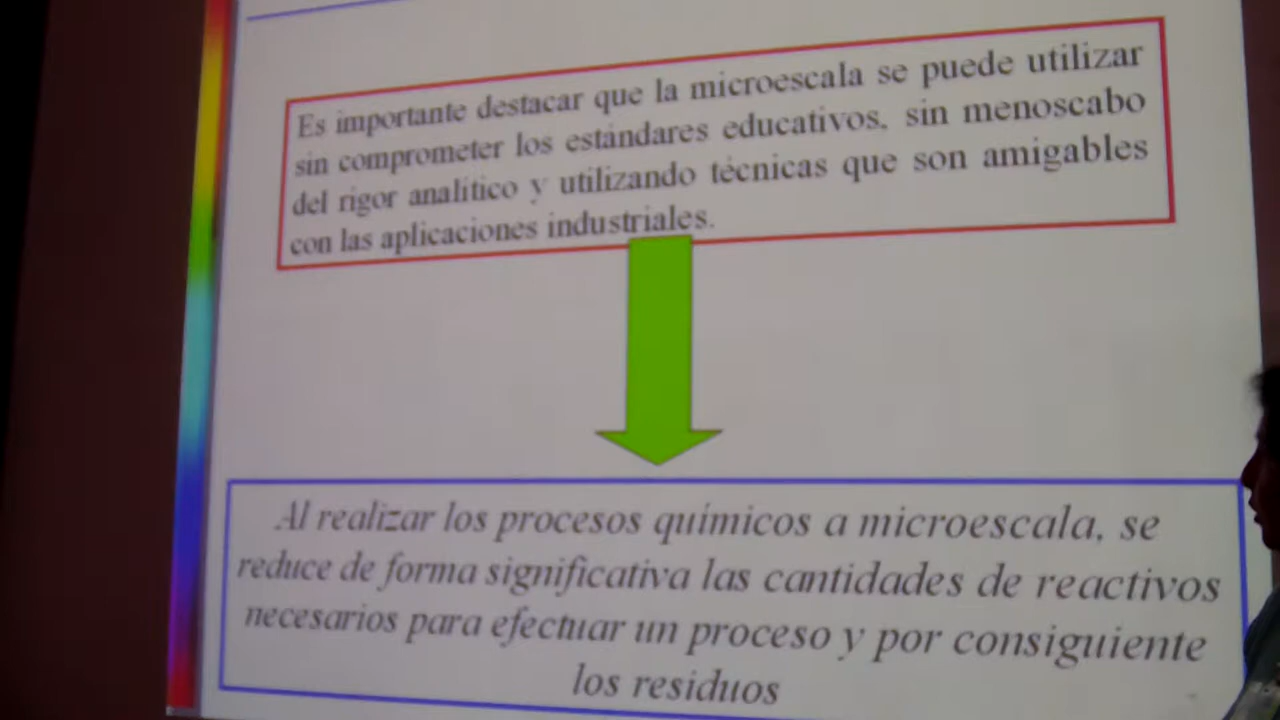 Es importante destacar que la microescala se puede utilizar
sin comprometer los estándares educativos, sin menoscabo
del rigor analítico y utilizando técnicas que son amigables
con las aplicaciones industriales.
Al realizar los procesos químicos a microescala, se
reduce de forma significativa las cantidades de reactivos
necesarios para efectuar un proceso y por consiguiente
los residuos